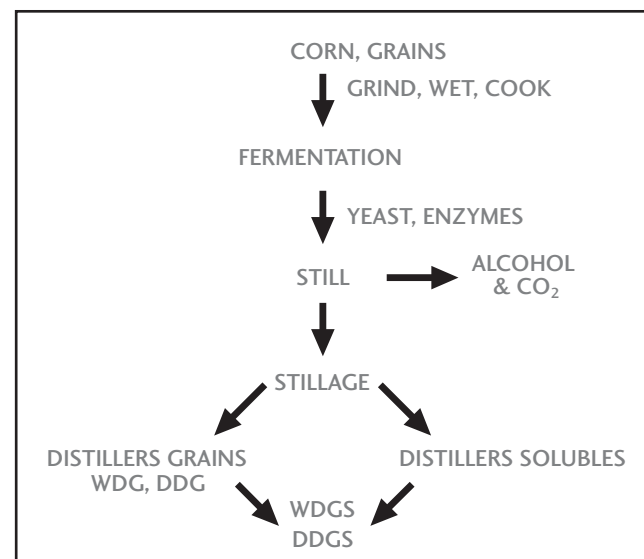 CORN, GRAINS
GRIND, WET, COOK
FERMENTATION
YEAST, ENZYMES
STILL
ALCOHOL
& CO₂
STILLAGE
DISTILLERS GRAINS
WDG, DDG
DISTILLERS SOLUBLES
WDGS
DDGS